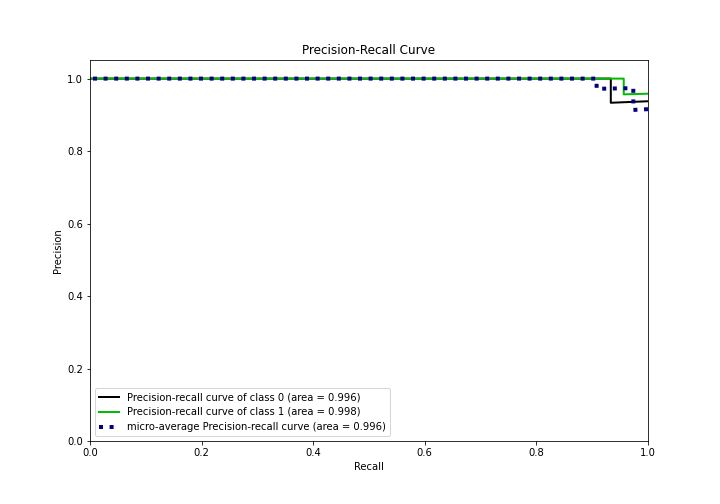 Precision-Recall Curve
1.0
0.8
0.6
0.4
0.2
0.0
Precision
Precision-recall curve of class 0 (area = 0.996)
Precision-recall curve of class 1 (area = 0.998)
micro-average Precision-recall curve (area = 0.996)
0.0 0.2 0.4 0.6 0.8 1.0
Recall